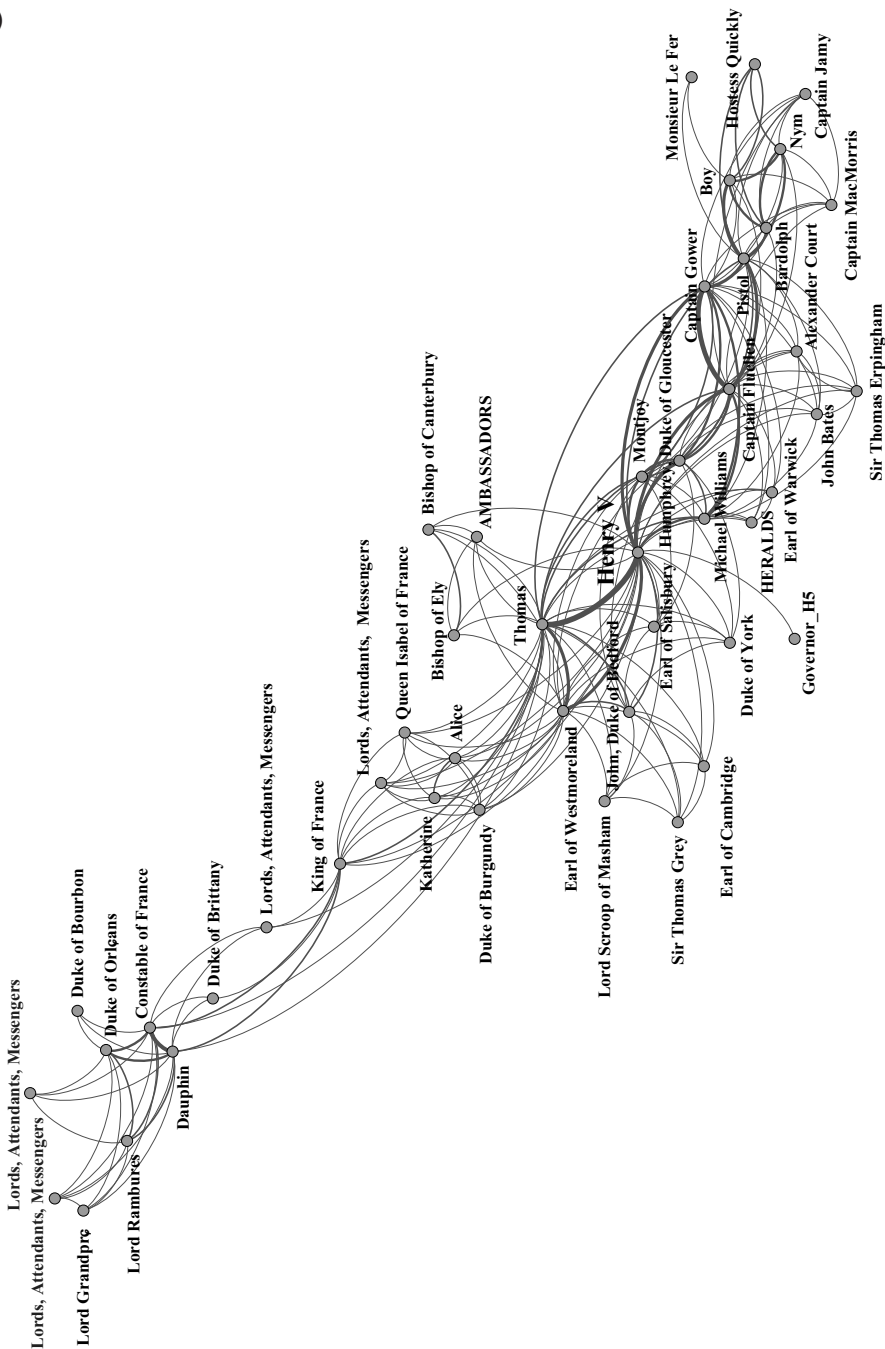 Lords, Attendants, Messengers
Lords, Attendants, Messengers
Lord Grandprç
Duke of Bourbon
Duke of Orlçans
Lord Rambures
Constable of France
Dauphin
Duke of Brittany
Lords, Attendants, Messengers
King of France
Lords, Attendants, Messengers
Queen Isabel of France
Katherine
Bishop of Canterbury
Bishop of Ely
Alice
AMBASSADORS
Duke of Burgundy
Thomas
Earl of Westmoreland
Lord Scroop of Masham
Henry V
John, Duke of Bedford
Montjoy
Humphrey, Duke of Gloucester
Earl of Salisbury
Monsieur Le Fer
Sir Thomas Grey
Captain Gower
Boy
Michael Williams
Earl of Cambridge
Hostess Quickly
Pistol
Duke of York
Captain Fluellen
HERALDS
Bardolph
Earl of Warwick
Nym
Governor_H5
Alexander Court
Captain Jamy
John Bates
Captain MacMorris
Sir Thomas Erpingham